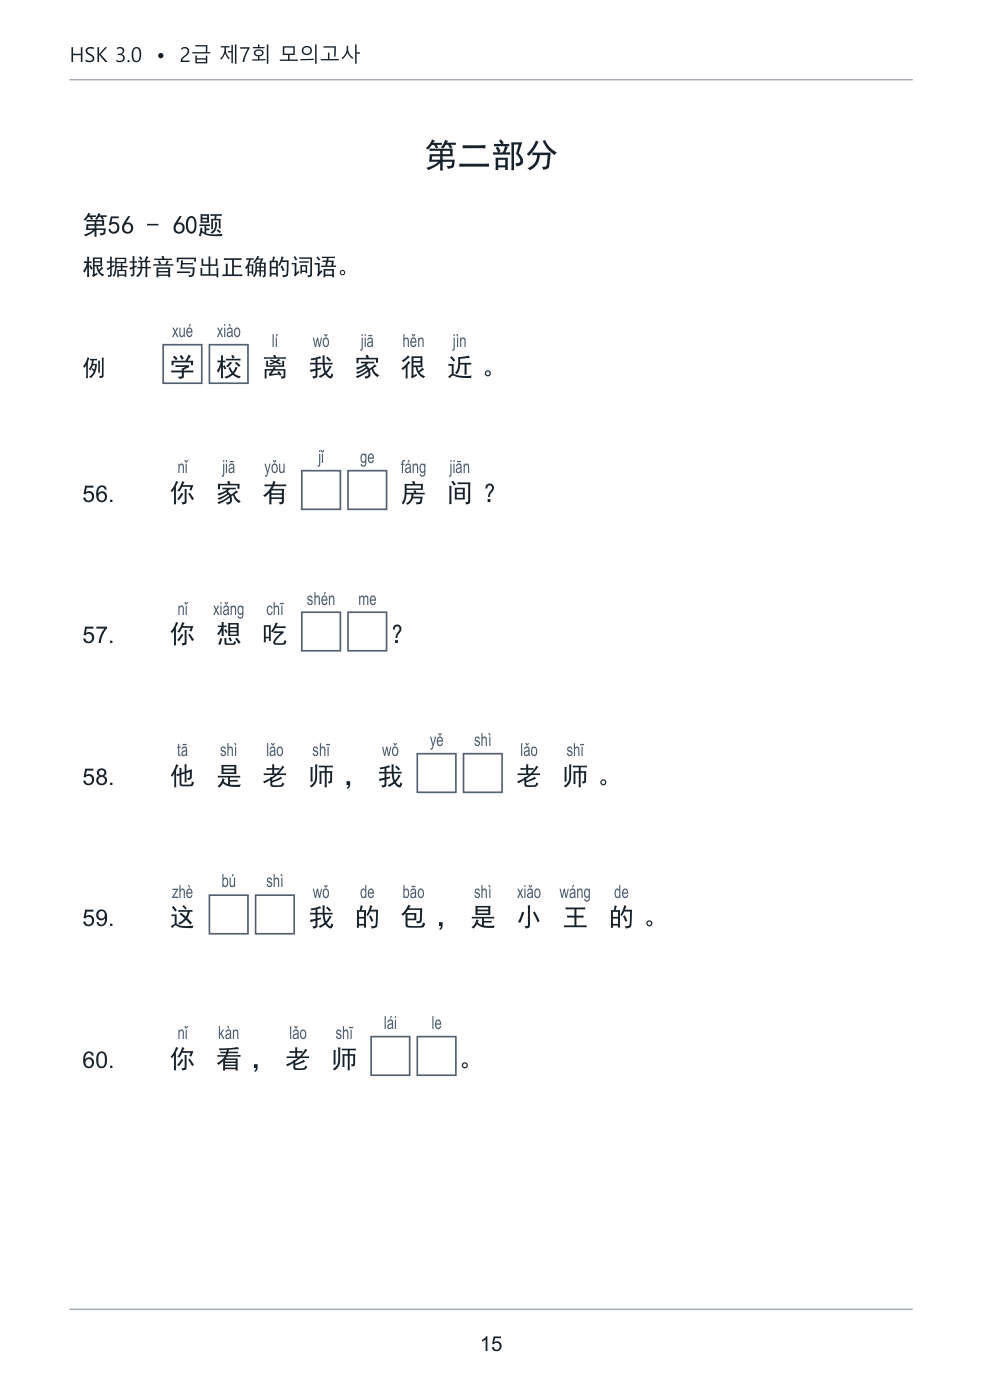 HSK 3.0 • 2급 제7회 모의고사
第二部分
第56 - 60题
根据拼音写出正确的词语。
xué xiào lí wǒ jiā hěn jìn
例 学 校 离 我 家 很 近 。
nǐ jiā yǒu jǐ ge fáng jiān
56. 你 家 有 房 间 ?
nǐ xiǎng chī shén me
57. 你 想 吃 ?
tā shì lǎo shī wǒ yě shì lǎo shī
58. 他 是 老 师 , 我 老 师 。
zhè bú shì wǒ de bāo shì xiǎo wáng de
59. 这 我 的 包 , 是 小 王 的 。
nǐ kàn lǎo shī lái le
60. 你 看 , 老 师 。
15